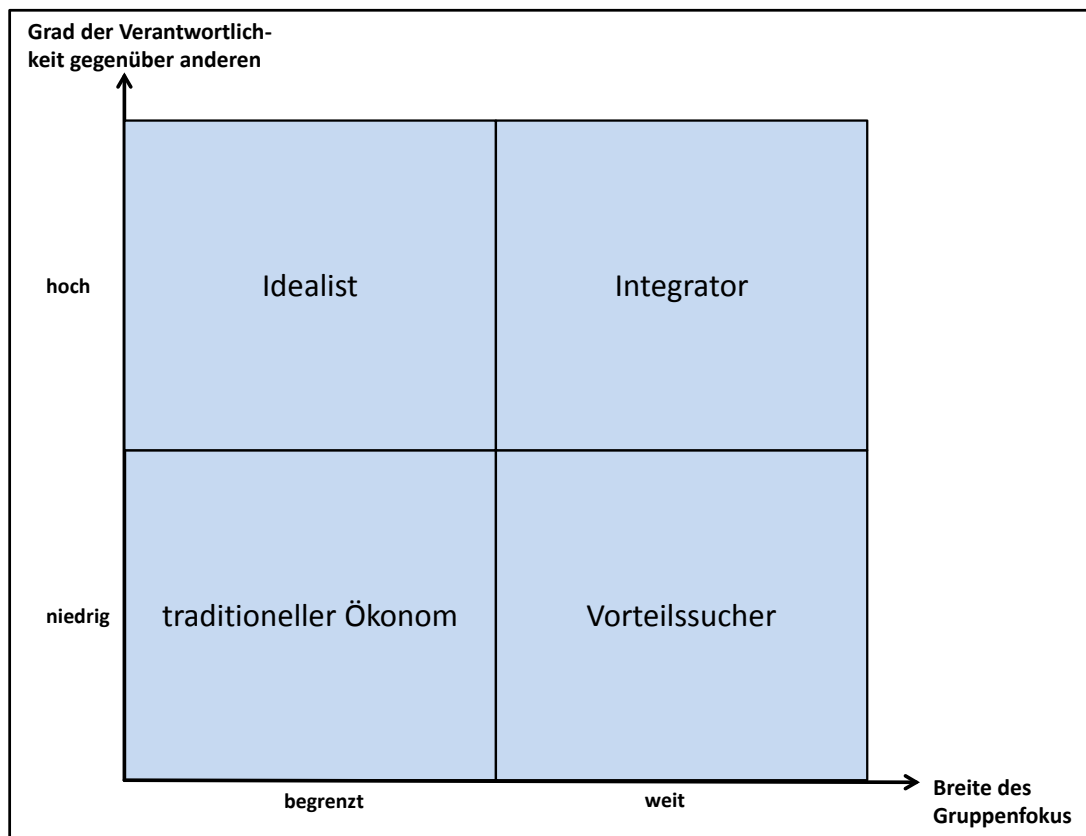 Grad der Verantwortlich-
keit gegenüber anderen
hoch
Idealist
Integrator
niedrig
traditioneller Ökonom
Vorteilssucher
begrenzt
weit
Breite des
Gruppenfokus